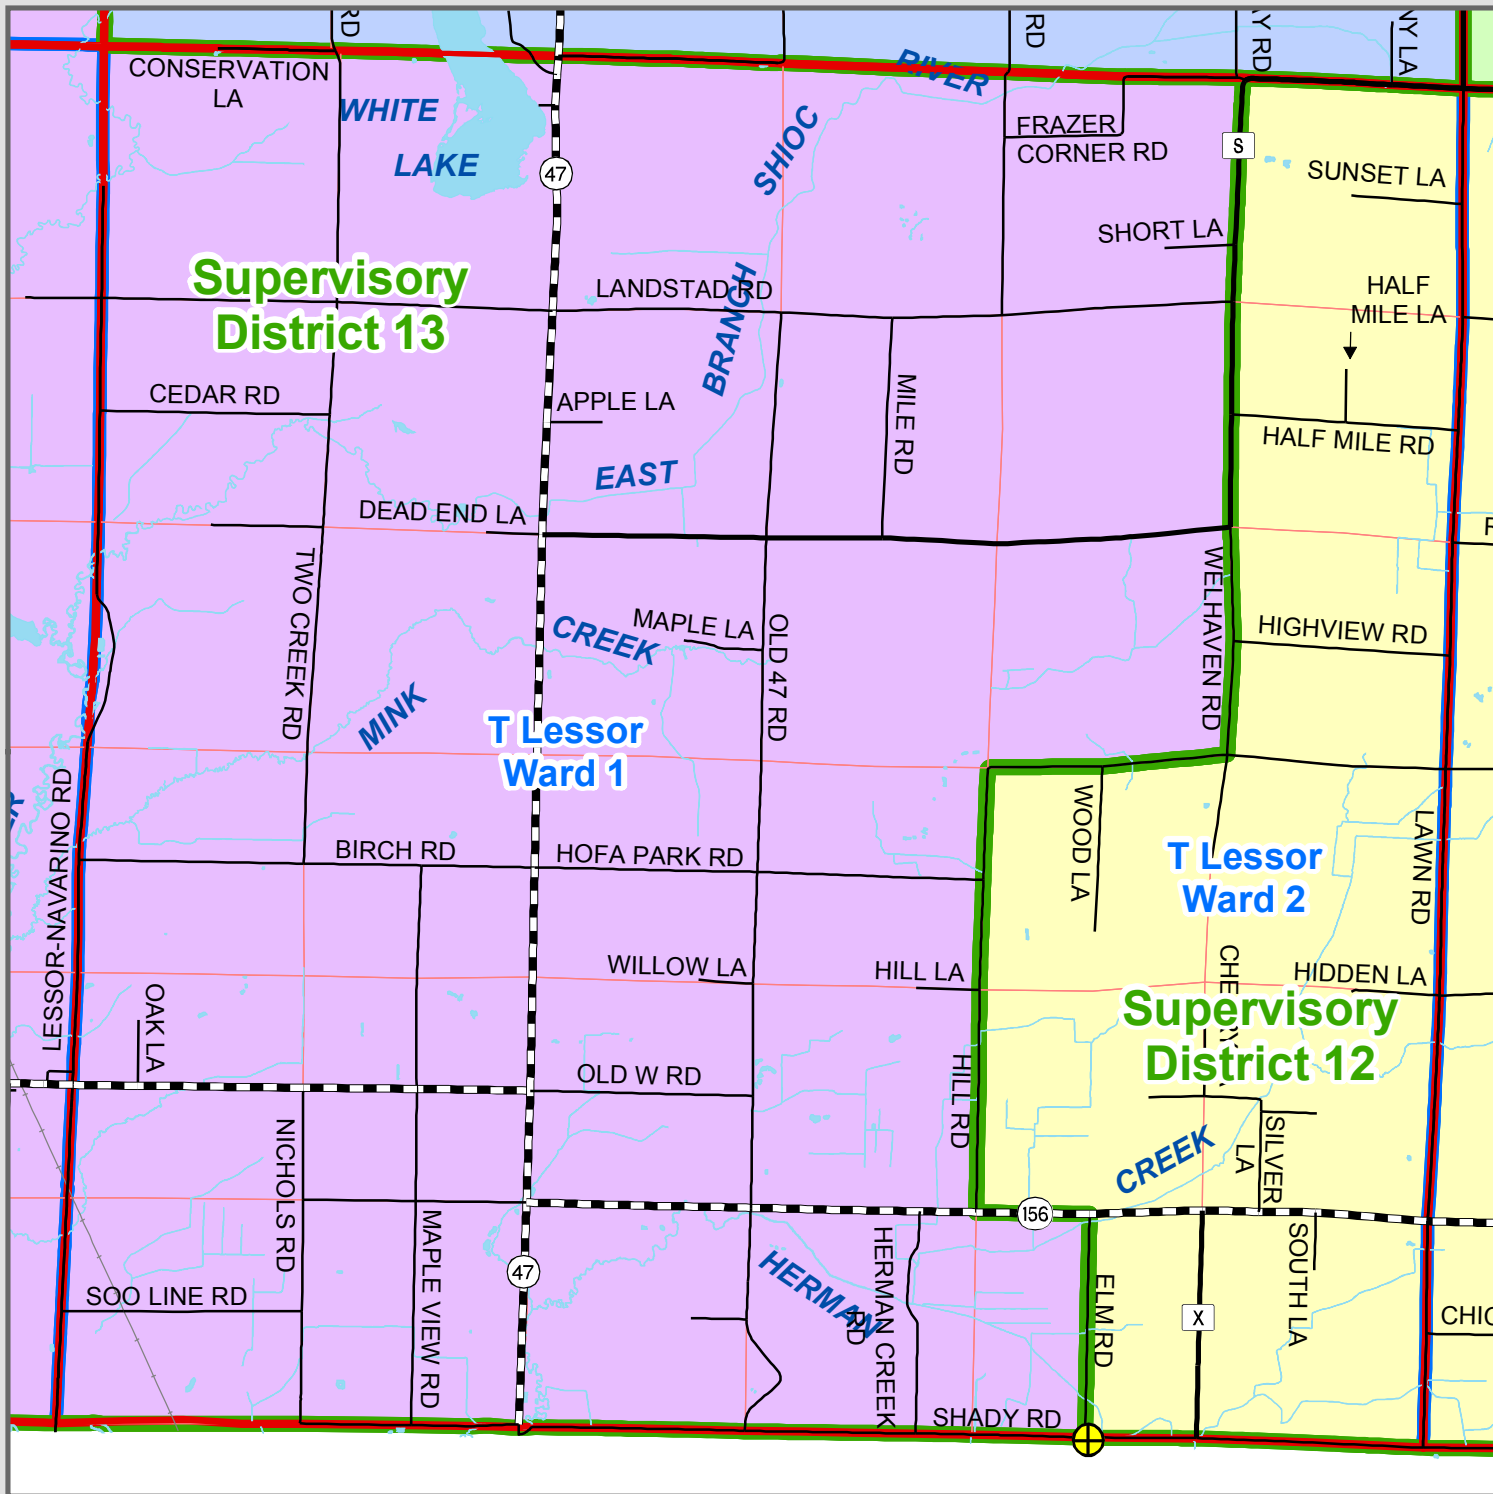 RD
RD
AY RD
NY LA
CONSERVATION
LA
WHITE
LAKE
RIVER
SHIOC
FRAZER
CORNER RD
S
SUNSET LA
47
SHORT LA
Supervisory
District 13
LANDSTAD RD
BRANCH
HALF
MILE LA
CEDAR RD
APPLE LA
MILE RD
HALF MILE RD
EAST
DEAD END LA
TWO CREEK RD
WELHAVEN RD
CREEK
MAPLE LA
OLD 47 RD
HIGHVIEW RD
MINK
T Lessor
Ward 1
LESSOR-NAVARINO RD
WOOD LA
LAWN RD
BIRCH RD
HOFA PARK RD
T Lessor
Ward 2
WILLOW LA
HILL LA
HIDDEN LA
OAK LA
Supervisory
District 12
HILL RD
OLD W RD
NICHOLS RD
SILVER
LA
CREEK
156
MAPLE VIEW RD
47
HERMAN
HERMAN CREEK
RD
SOUTH LA
SOO LINE RD
ELM RD
X
CHIC
SHADY RD